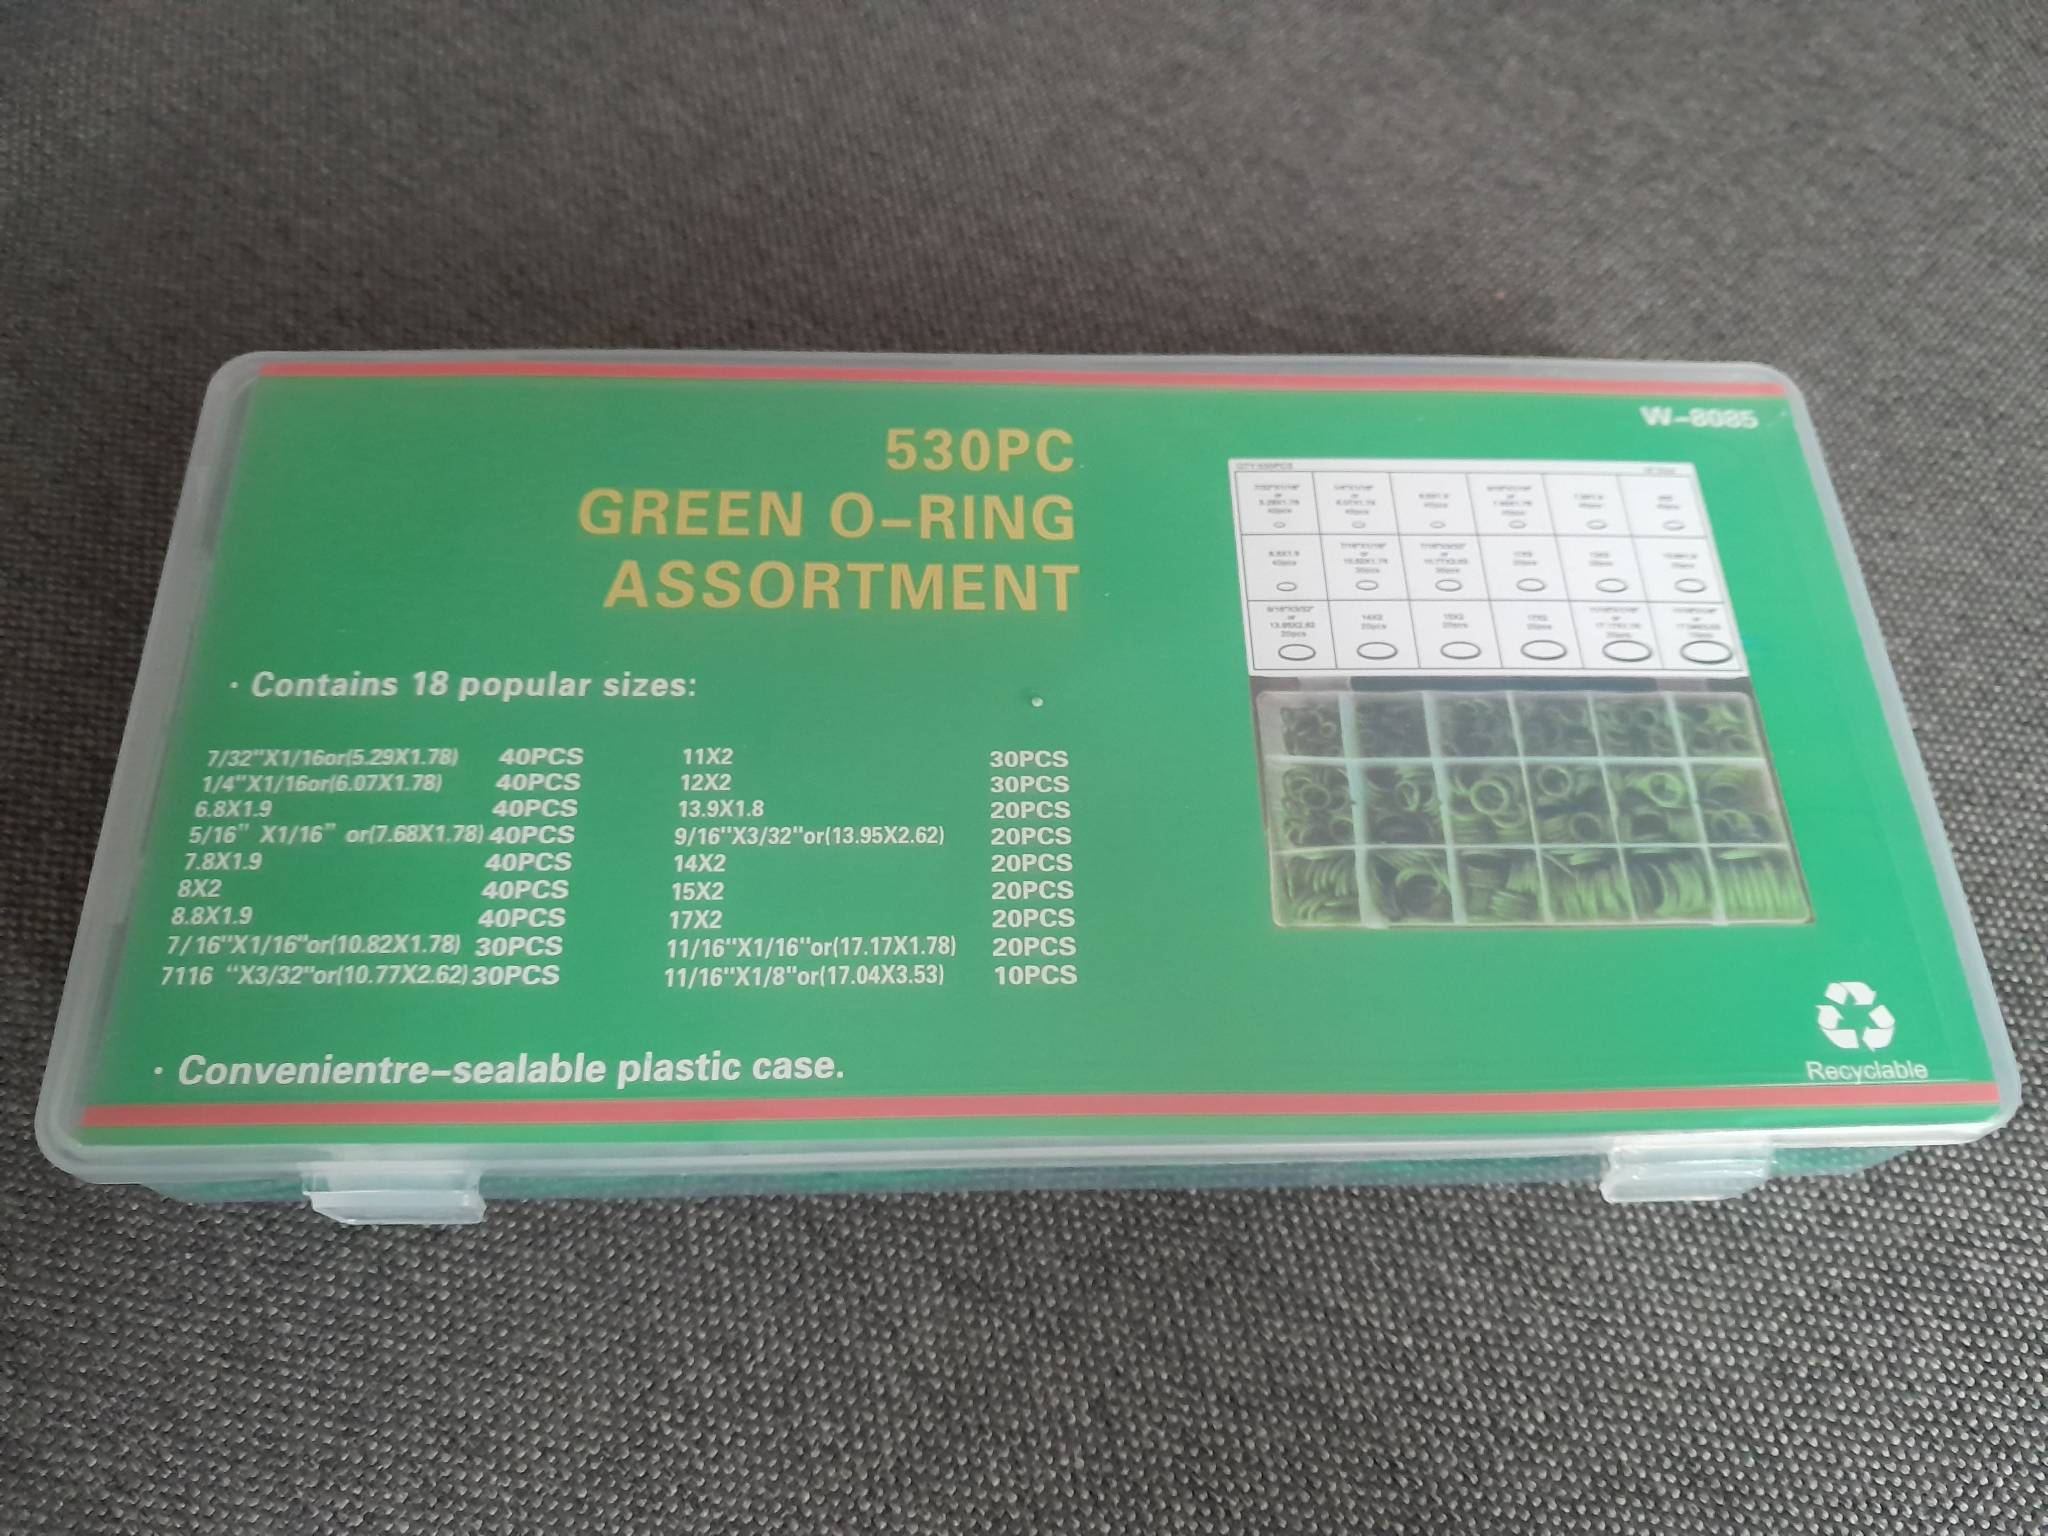 W-8085
530PC
GREEN O-RING
ASSORTMENT
· Contains 18 popular sizes:
7/32"X1/16or(5.29X1.78) 40PCS 11X2 30PCS
1/4"X1/16or(6.07X1.78) 40PCS 12X2 30PCS
6.8X1.9 40PCS 13.9X1.8 20PCS
5/16” X1/16” or(7.68X1.78) 40PCS 9/16"X3/32"or(13.95X2.62) 20PCS
7.8X1.9 40PCS 14X2 20PCS
8X2 40PCS 15X2 20PCS
8.8X1.9 40PCS 17X2 20PCS
7/16"X1/16"or(10.82X1.78) 30PCS 11/16"X1/16"or(17.17X1.78) 20PCS
7116 “X3/32"or(10.77X2.62) 30PCS 11/16"X1/8"or(17.04X3.53) 10PCS
· Convenientre-sealable plastic case.
Recyclable